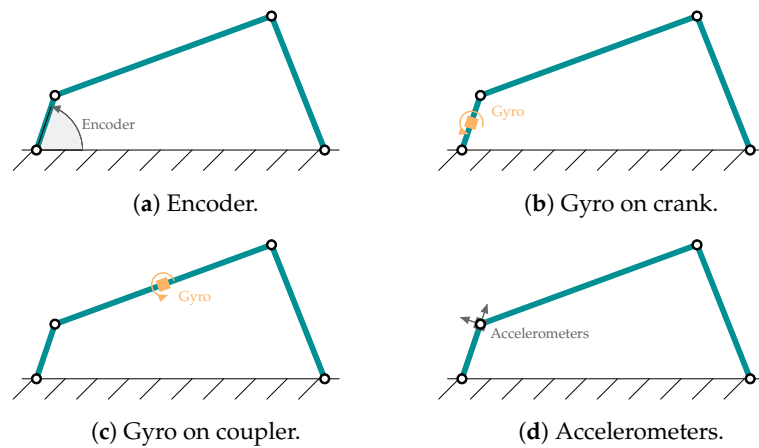 Encoder
Gyro
(a) Encoder.
(b) Gyro on crank.
Gyro
Accelerometers
(c) Gyro on coupler.
(d) Accelerometers.